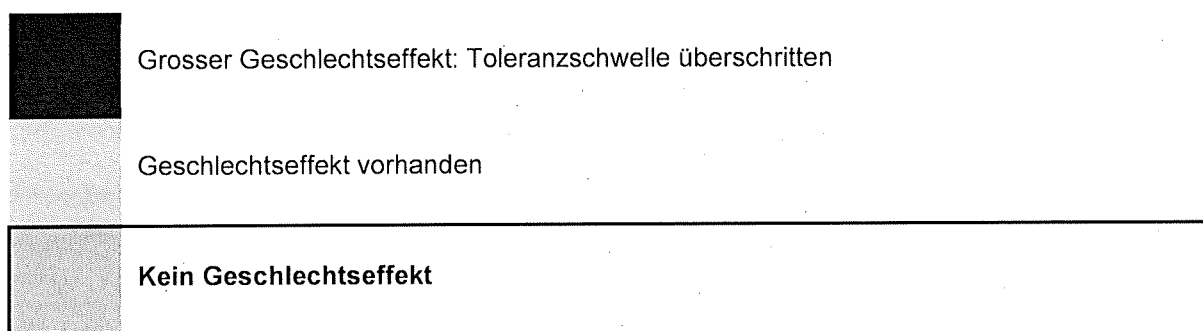 Grosser Geschlechtseffekt: Toleranzschwelle überschritten
Geschlechtseffekt vorhanden
Kein Geschlechtseffekt